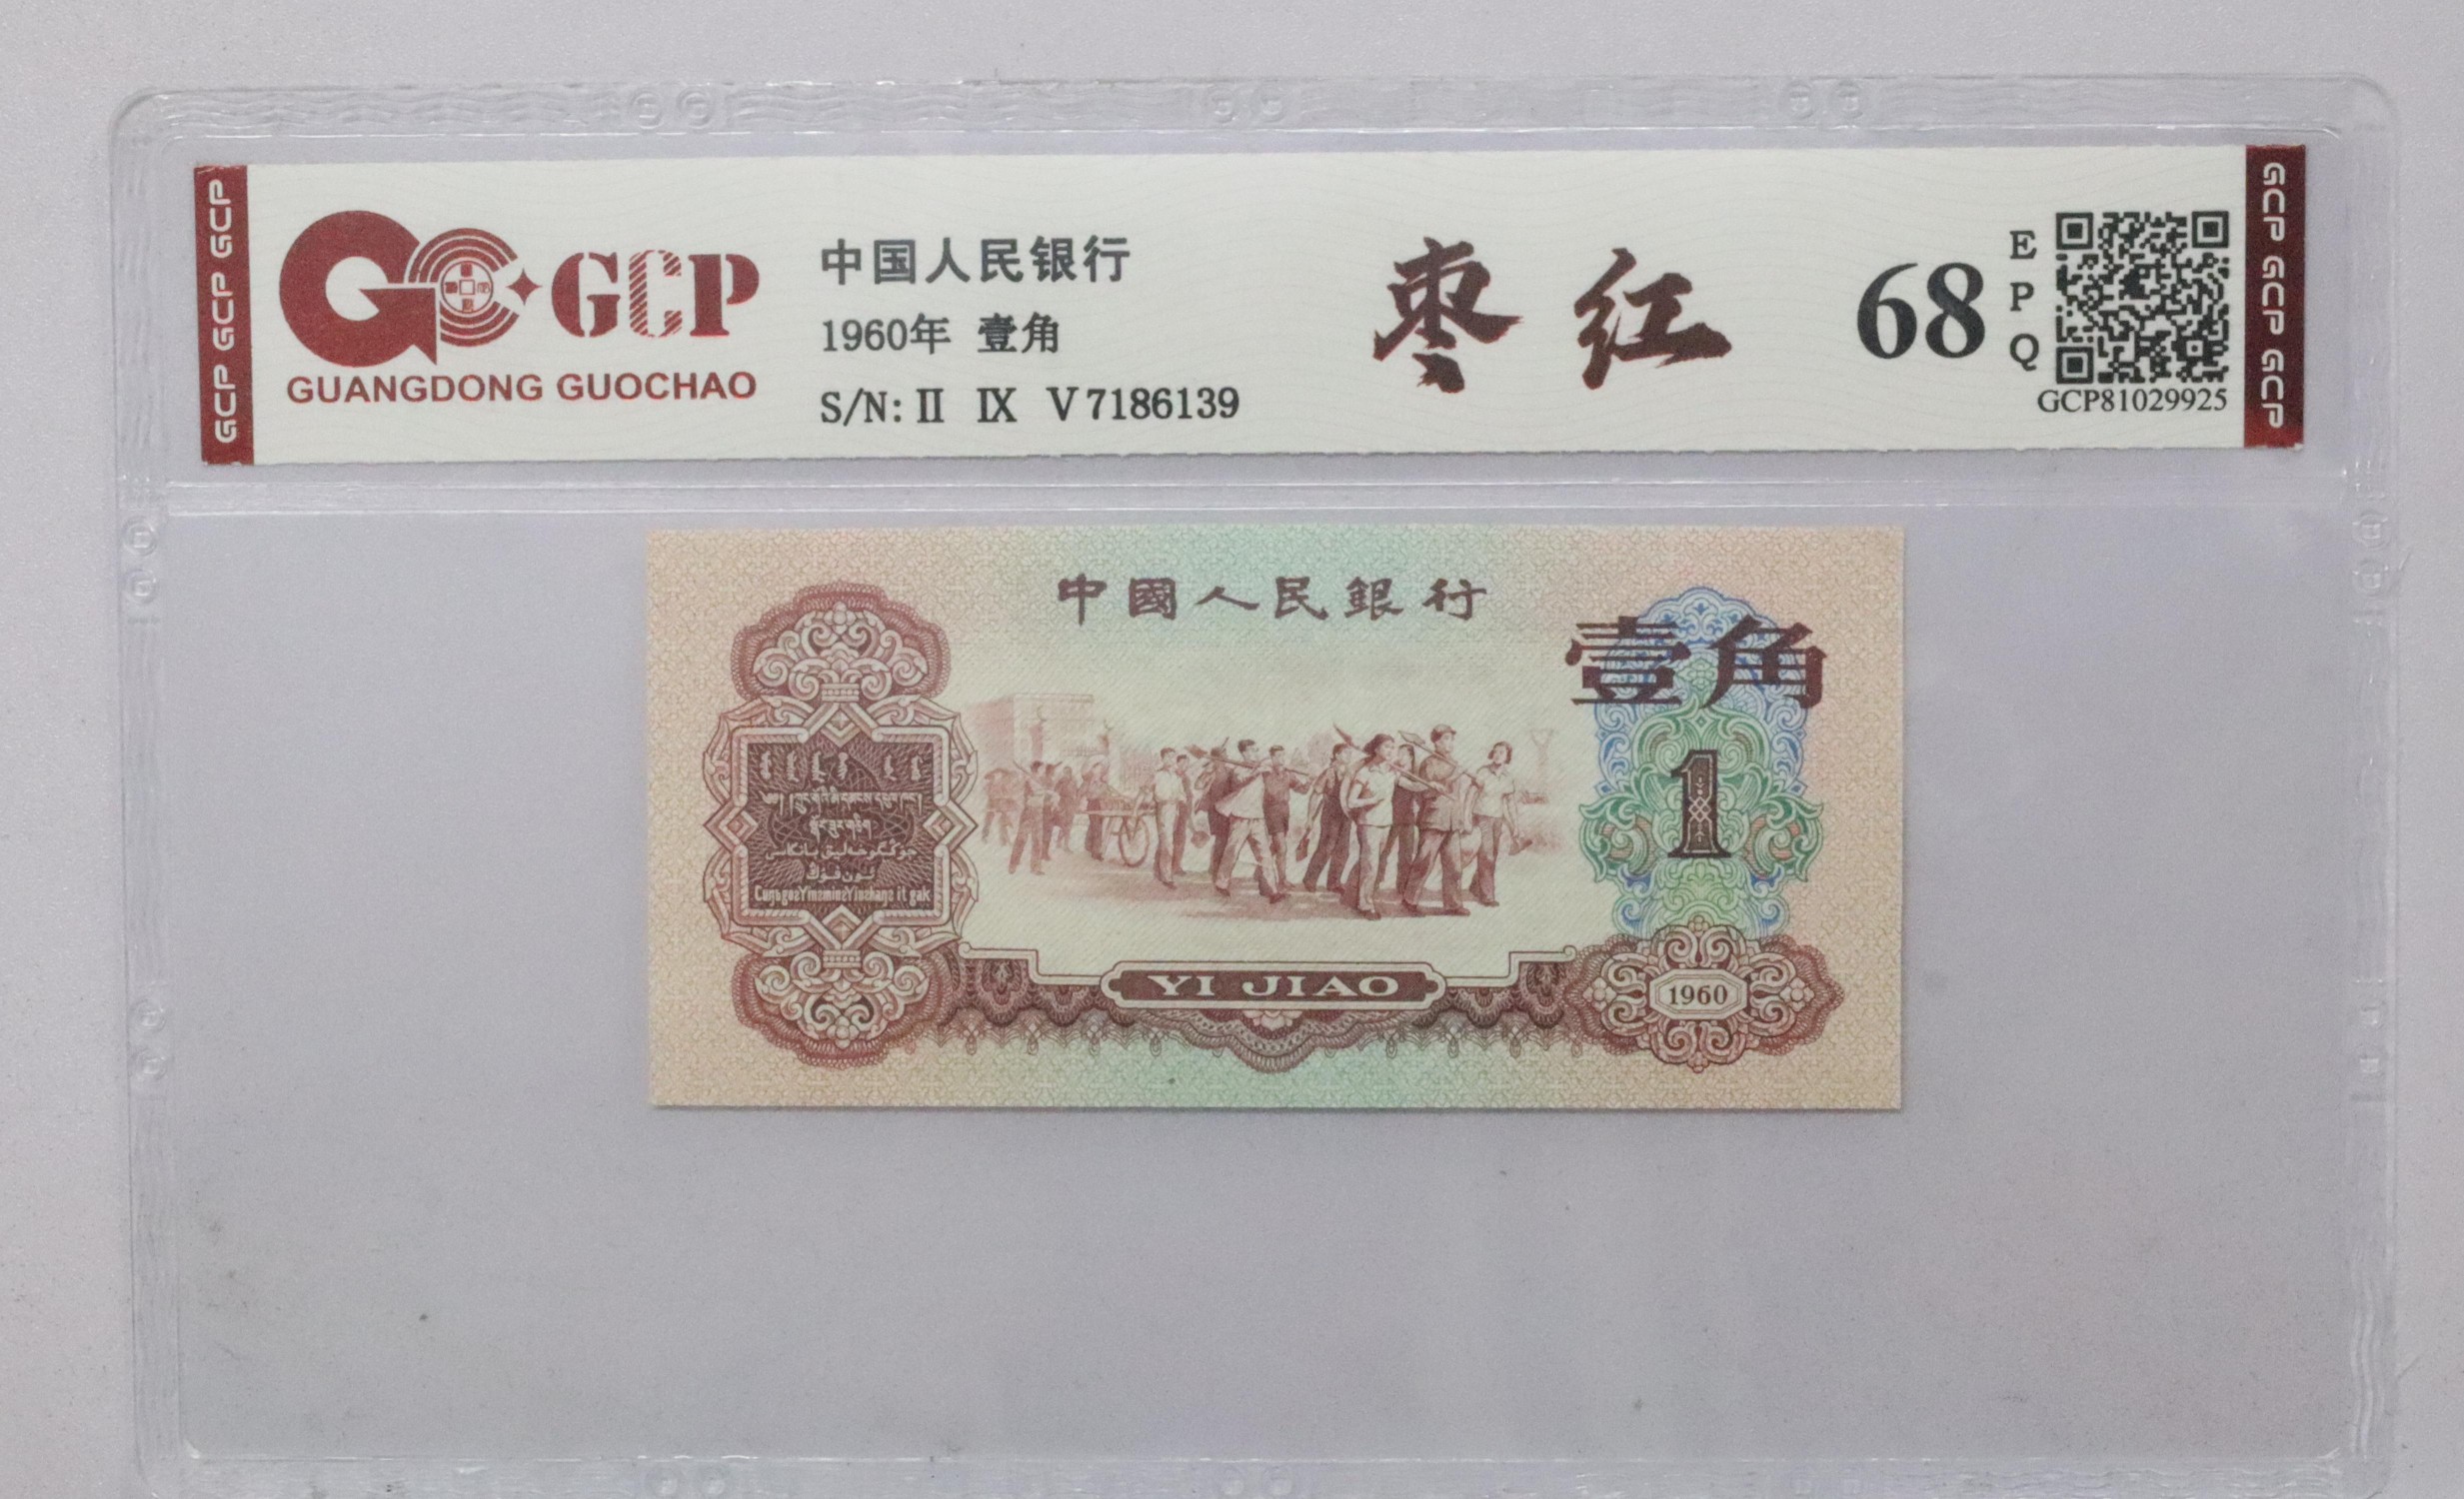 GCP GCP GCP
GCP
GUANGDONG GUOCHAO
中国人民银行
1960年 壹角
S/N: II IX V 7186139
枣红
68
EPQ
GCP81029925
GCP GCP GCP
中國人民銀行
壹角
1
YI JIAO
1960